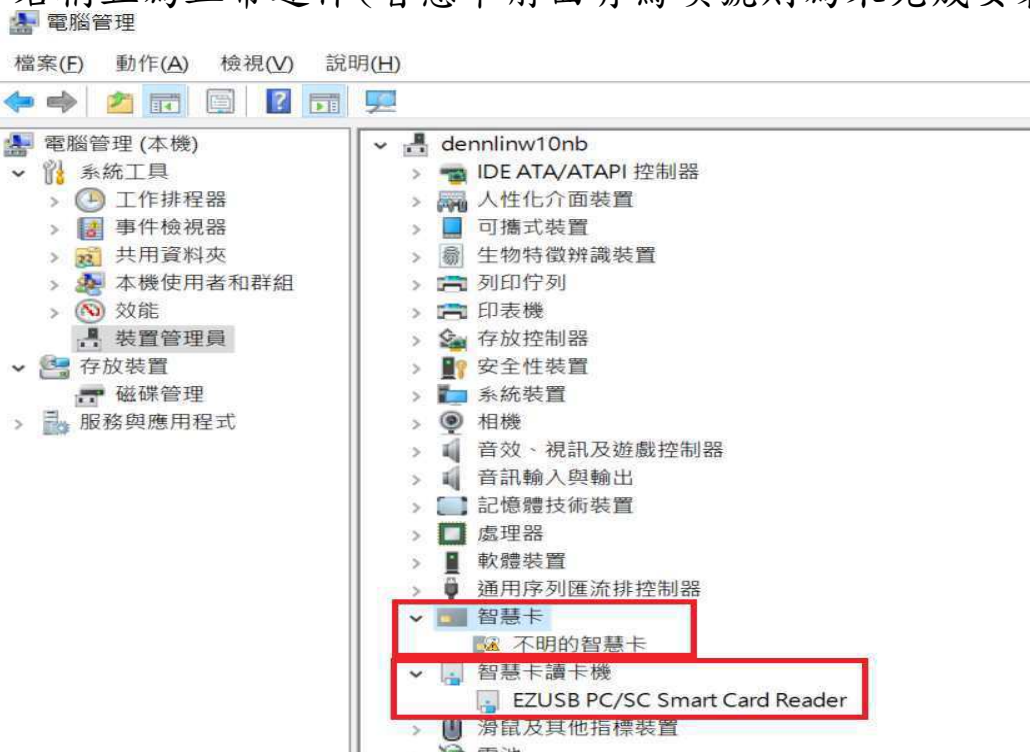 電腦管理
檔案(F) 動作(A) 檢視(V) 說明(H)
電腦管理 (本機)
系統工具
工作排程器
事件檢視器
共用資料夾
本機使用者和群組
效能
裝置管理員
存放裝置
磁碟管理
服務與應用程式
dennlinw10nb
IDE ATA/ATAPI 控制器
人性化介面裝置
可攜式裝置
生物特徵辨識裝置
列印佇列
印表機
存放控制器
安全性裝置
系統裝置
相機
音效、視訊及遊戲控制器
音訊輸入與輸出
記憶體技術裝置
處理器
軟體裝置
通用序列匯流排控制器
智慧卡
不明的智慧卡
智慧卡讀卡機
EZUSB PC/SC Smart Card Reader
滑鼠及其他指標裝置